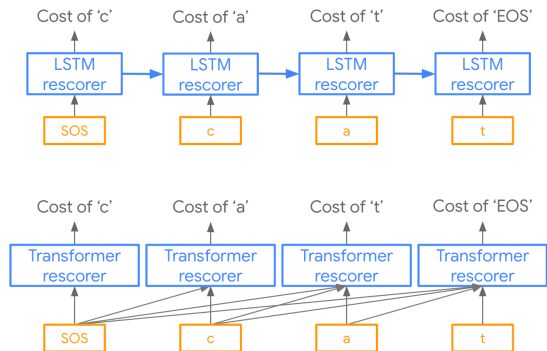 Cost of ‘c’ Cost of ‘a’ Cost of ‘t’ Cost of ‘EOS’
LSTM rescorer LSTM rescorer LSTM rescorer LSTM rescorer
SOS c a t
Cost of ‘c’ Cost of ‘a’ Cost of ‘t’ Cost of ‘EOS’
Transformer rescorer Transformer rescorer Transformer rescorer Transformer rescorer
SOS c a t